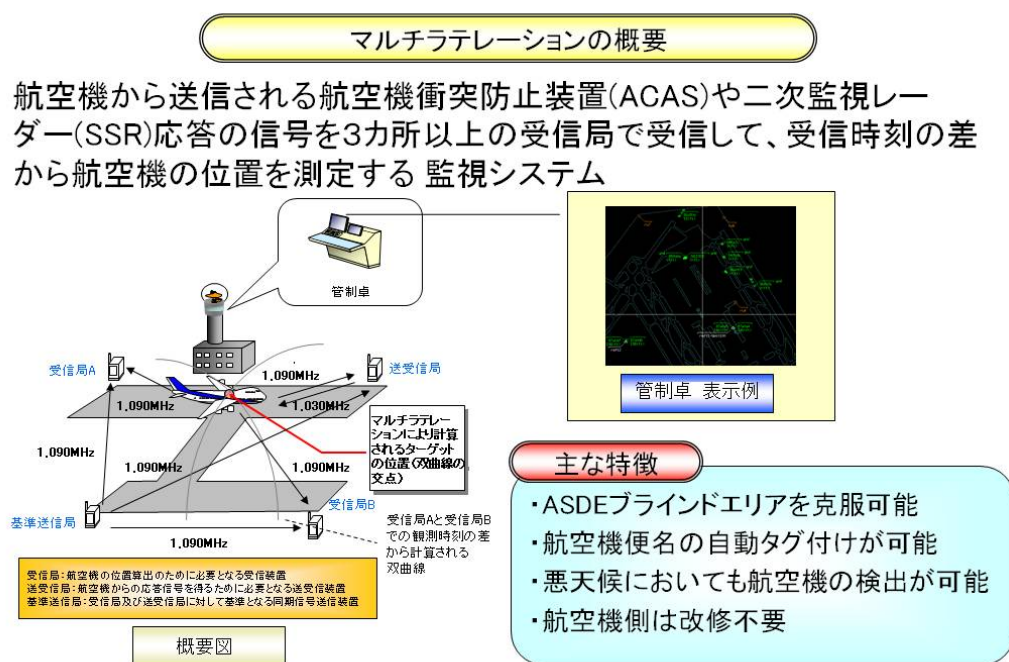 マルチラテレーションの概要
航空機から送信される航空機衝突防止装置(ACAS)や二次監視レー
ダー(SSR)応答の信号を3カ所以上の受信局で受信して、受信時刻の差
から航空機の位置を測定する 監視システム
管制卓
管制卓 表示例
受信局A
1.090MHz
送受信局
1.090MHz
1.030MHz
マルチラテレー
ションにより計算
されるターゲット
の位置(双曲線の
交点)
1.090MHz
1.090MHz
1.090MHz
受信局B
基準送信局
1.090MHz
受信局Aと受信局B
での観測時刻の差
から計算される
双曲線
受信局:航空機の位置算出のために必要となる受信装置
送受信局:航空機からの応答信号を得るために必要となる送受信装置
基準送信局:受信局及び送受信局に対して基準となる同期信号送信装置
概要図
主な特徴
・ASDEブラインドエリアを克服可能
・航空機便名の自動タグ付けが可能
・悪天候においても航空機の検出が可能
・航空機側は改修不要